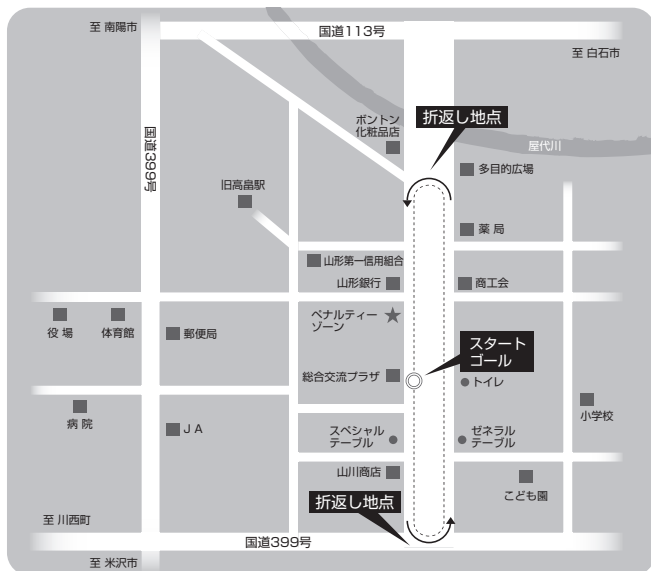 至 南陽市
国道113号
至 白石市
ボントン
化粧品店
折返し地点
屋代川
国道399号
多目的広場
旧高畠駅
薬 局
山形第一信用組合
山形銀行
商工会
役 場
体育館
郵便局
ペナルティー
ゾーン
スタート
ゴール
総合交流プラザ
トイレ
小学校
病 院
J A
スペシャル
テーブル
ゼネラル
テーブル
山川商店
こども園
折返し地点
至 川西町
国道399号
至 米沢市